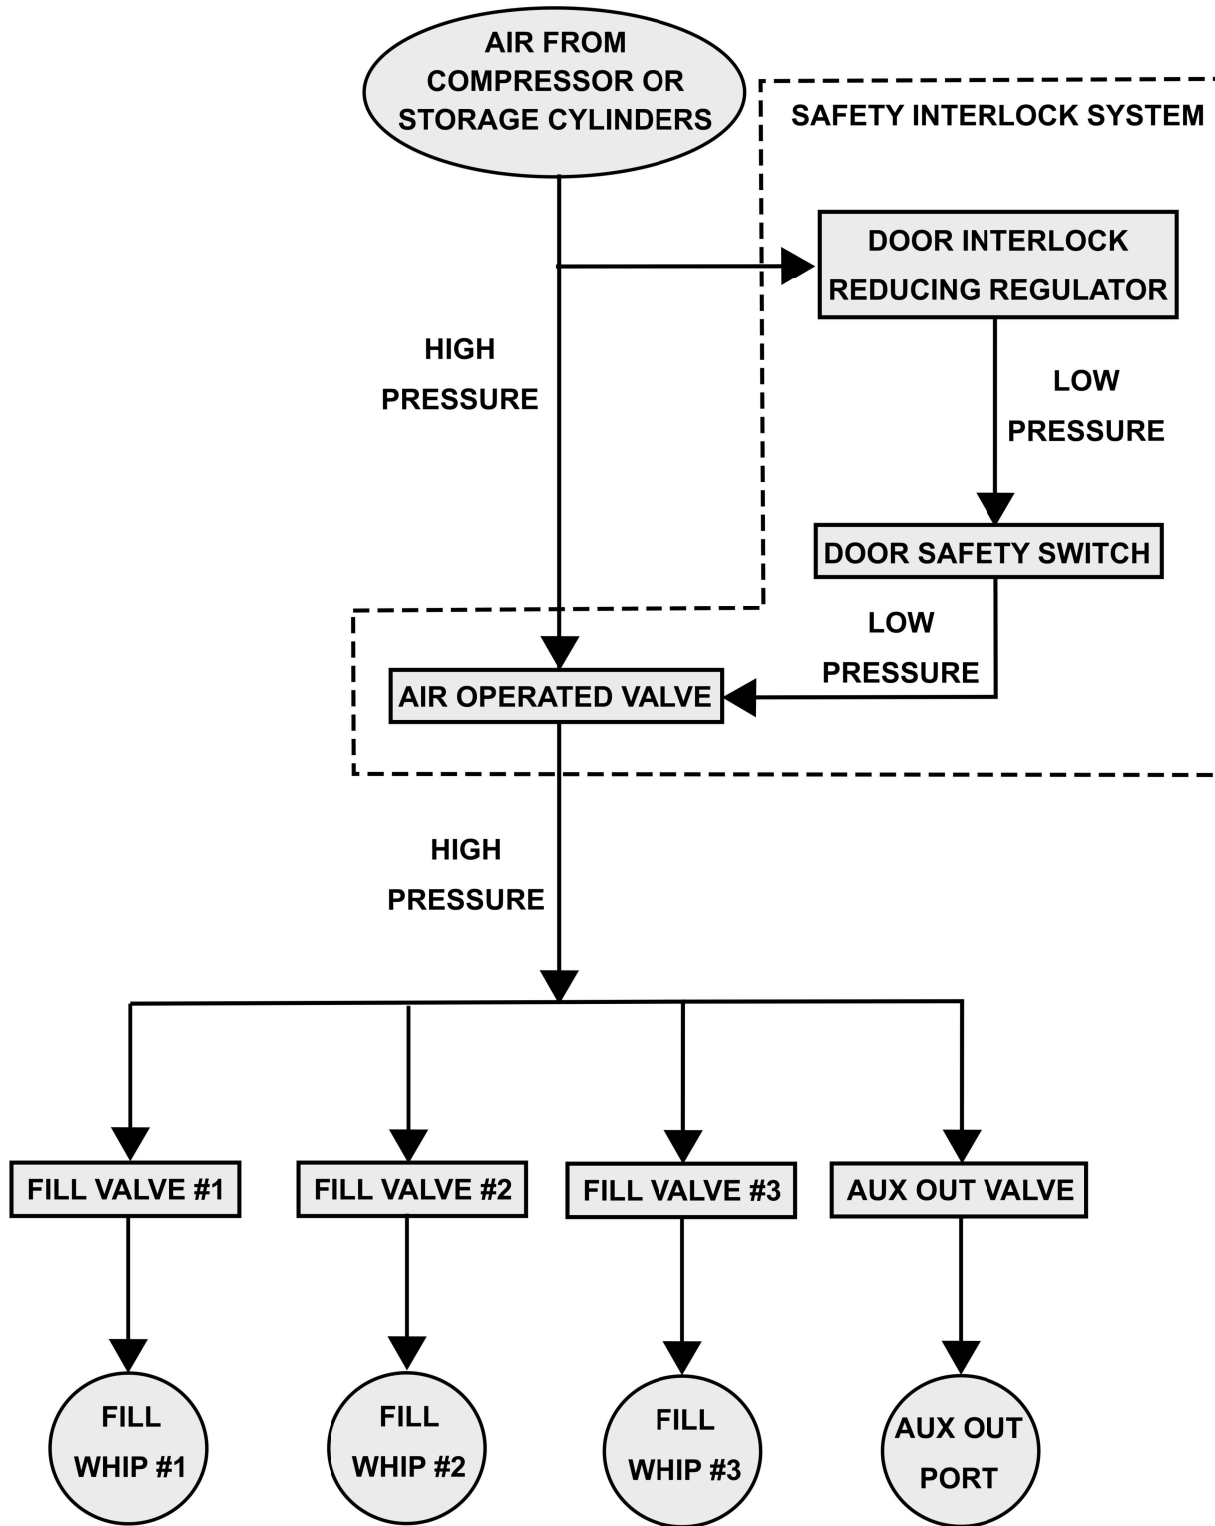 AIR FROM
COMPRESSOR OR
STORAGE CYLINDERS
SAFETY INTERLOCK SYSTEM
DOOR INTERLOCK
REDUCING REGULATOR
HIGH
PRESSURE
LOW
PRESSURE
DOOR SAFETY SWITCH
LOW
PRESSURE
AIR OPERATED VALVE
HIGH
PRESSURE
FILL VALVE #1
FILL VALVE #2
FILL VALVE #3
AUX OUT VALVE
FILL
WHIP #1
FILL
WHIP #2
FILL
WHIP #3
AUX OUT
PORT